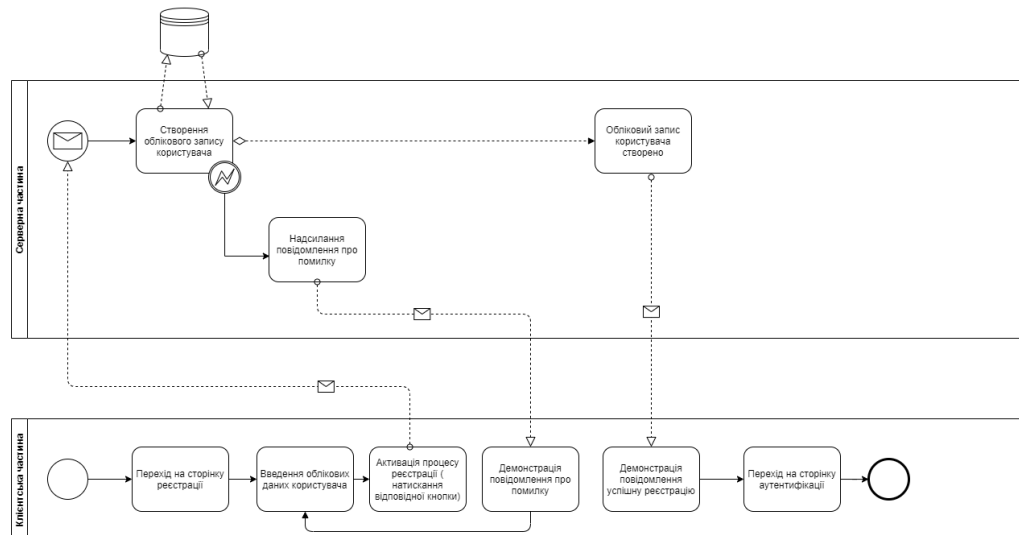 Серверна частина
Створення
облікового запису
користувача
Обліковий запис
користувача
створено
Надсилання
повідомлення про
помилку
Клієнтська частина
Перехід на сторінку
реєстрації
Введення облікових
даних користувача
Активація процесу
реєстрації (
натискання
відповідної кнопки)
Демонстрація
повідомлення про
помилку
Демонстрація
повідомлення
успішну реєстрацію
Перехід на сторінку
аутентифікації